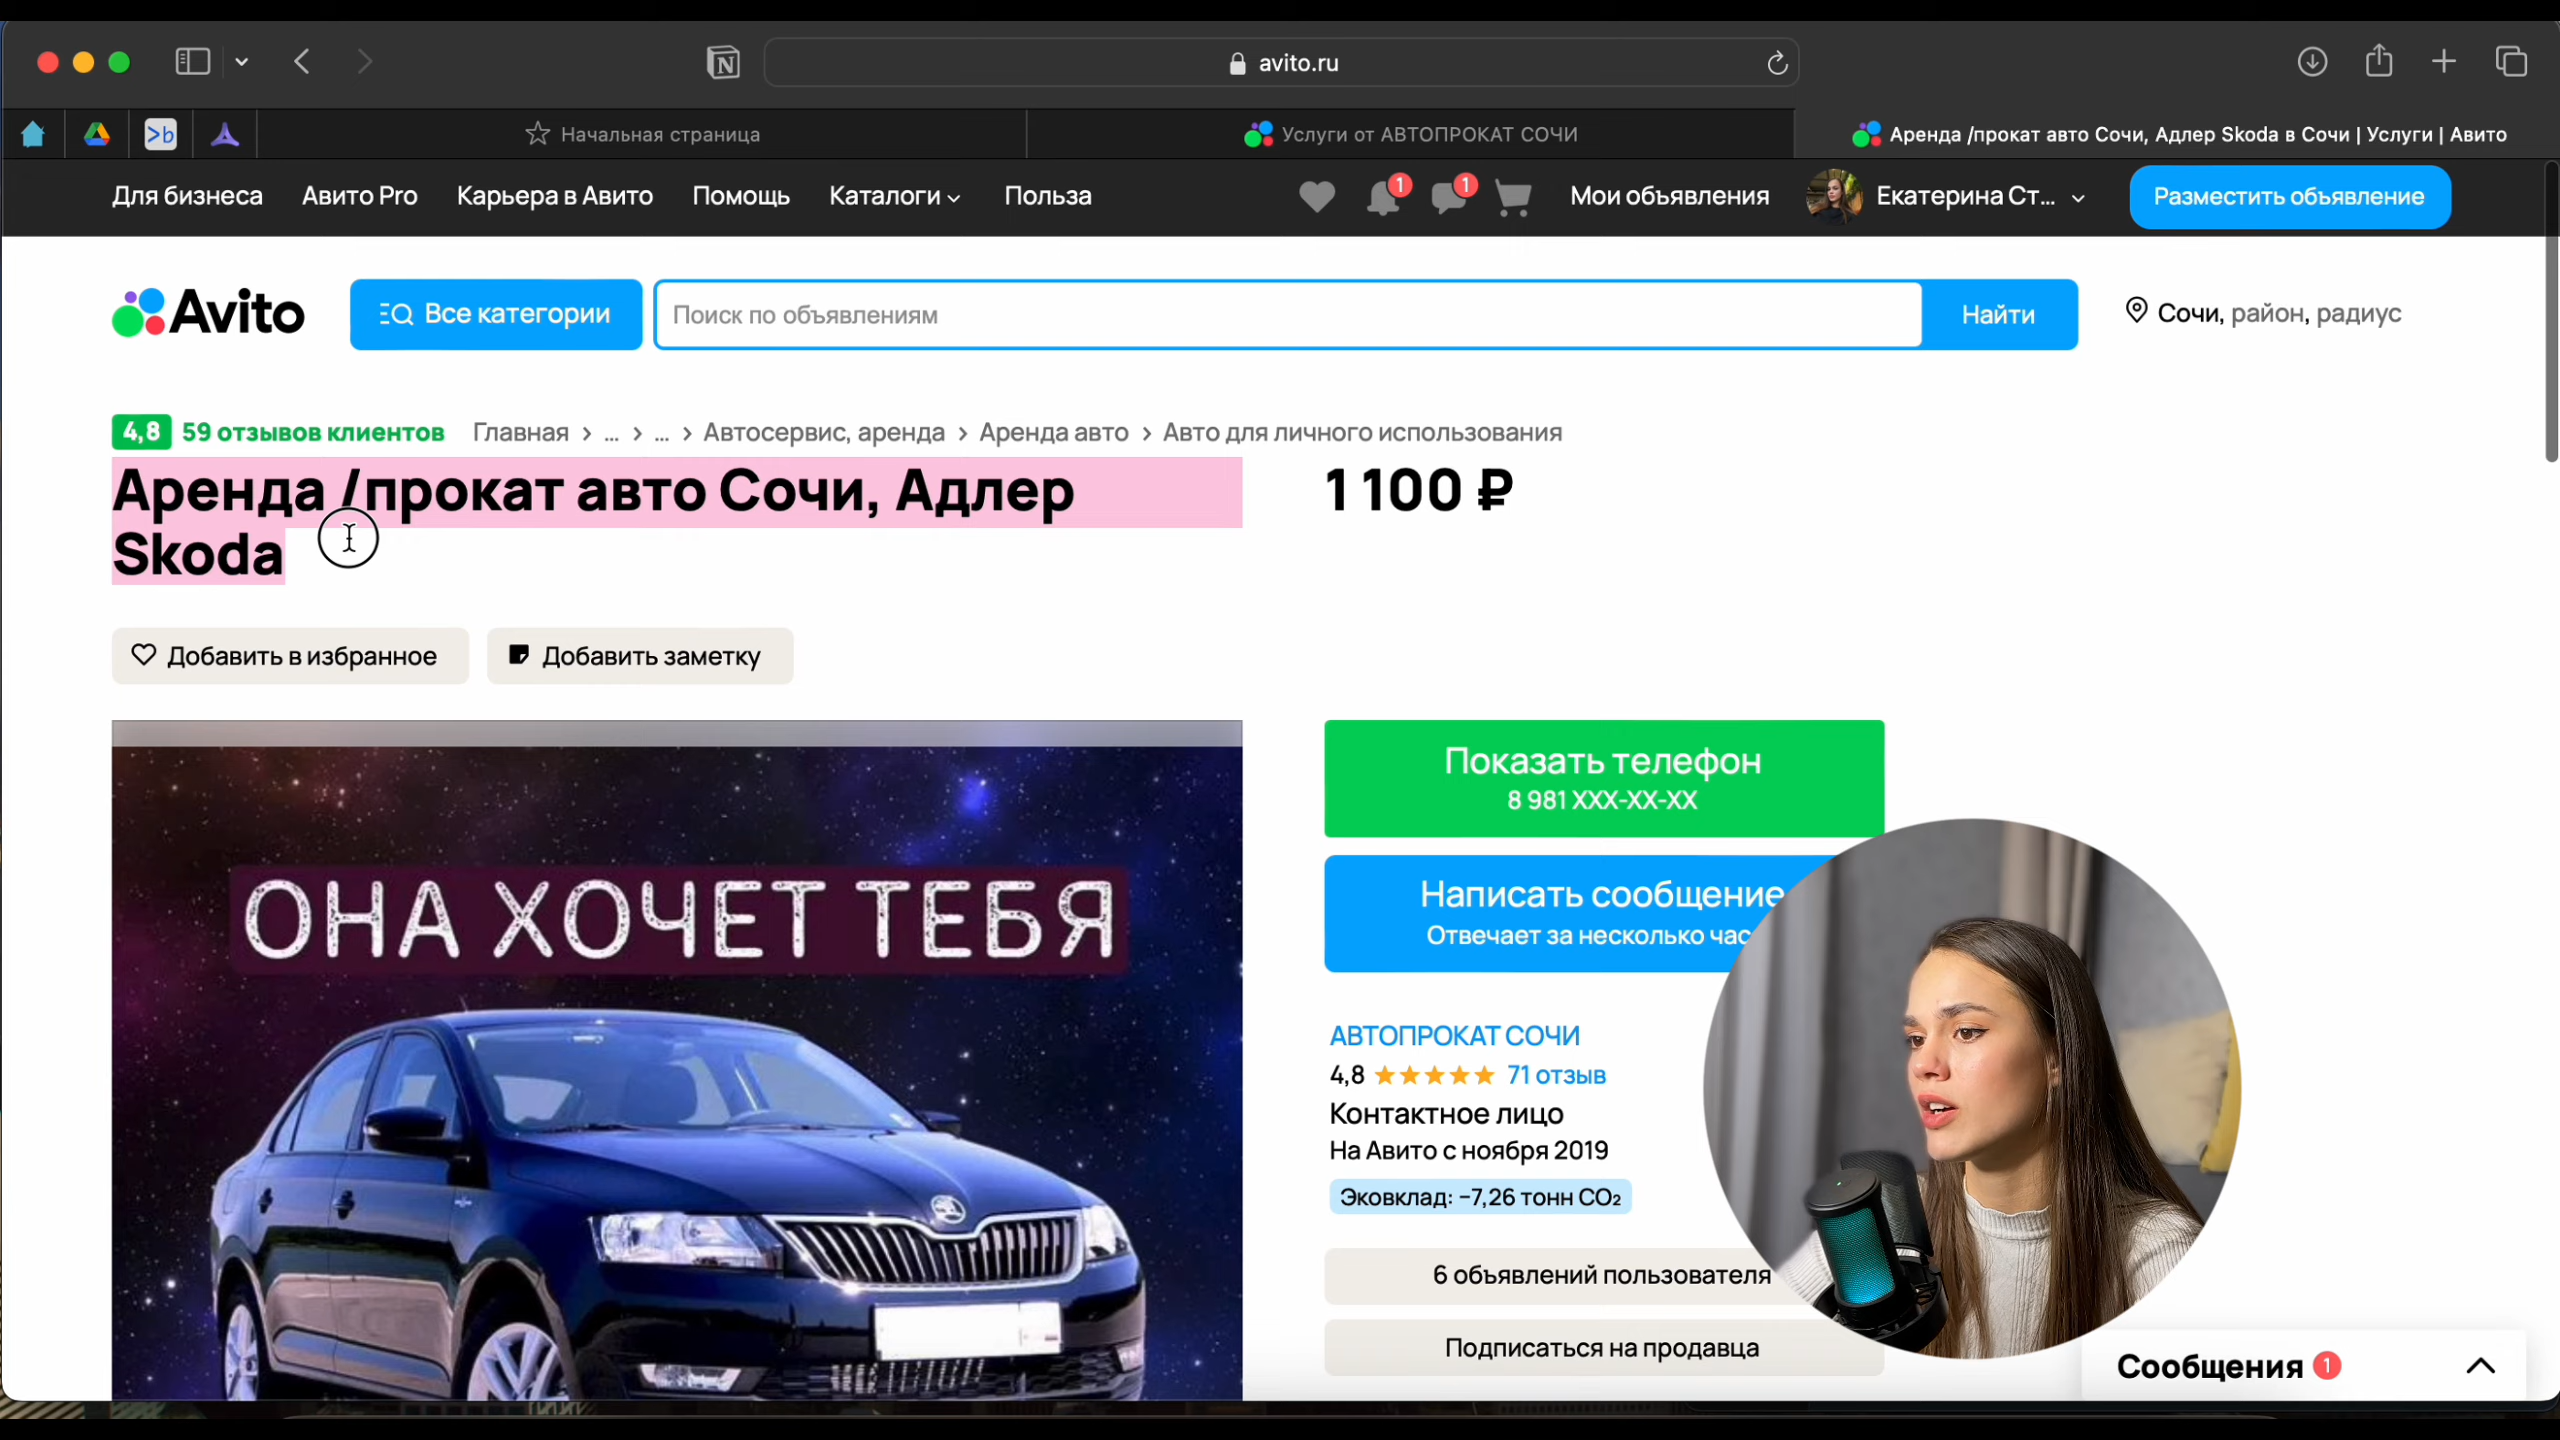 avito.ru
Начальная страница
Услуги от АВТОПРОКАТ СОЧИ
Аренда /прокат авто Сочи, Адлер Skoda в Сочи | Услуги | Авито
Для бизнеса
Авито Pro
Карьера в Авито
Помощь
Каталоги
Польза
1
1
Мои объявления
Екатерина Ст...
Разместить объявление
Avito
Все категории
Поиск по объявлениям
Найти
Сочи, район, радиус
4,8 59 отзывов клиентов
Главная > ... > ... > Автосервис, аренда > Аренда авто > Авто для личного использования
Аренда /прокат авто Сочи, Адлер
Skoda
1 100 ₽
Добавить в избранное
Добавить заметку
ОНА ХОЧЕТ ТЕБЯ
Показать телефон
8 981 XXX-XX-XX
Написать сообщение
Отвечает за несколько час
АВТОПРОКАТ СОЧИ
4,8 ★★★★★ 71 отзыв
Контактное лицо
На Авито с ноября 2019
Эковклад: −7,26 тонн CO₂
6 объявлений пользователя
Подписаться на продавца
Сообщения 1